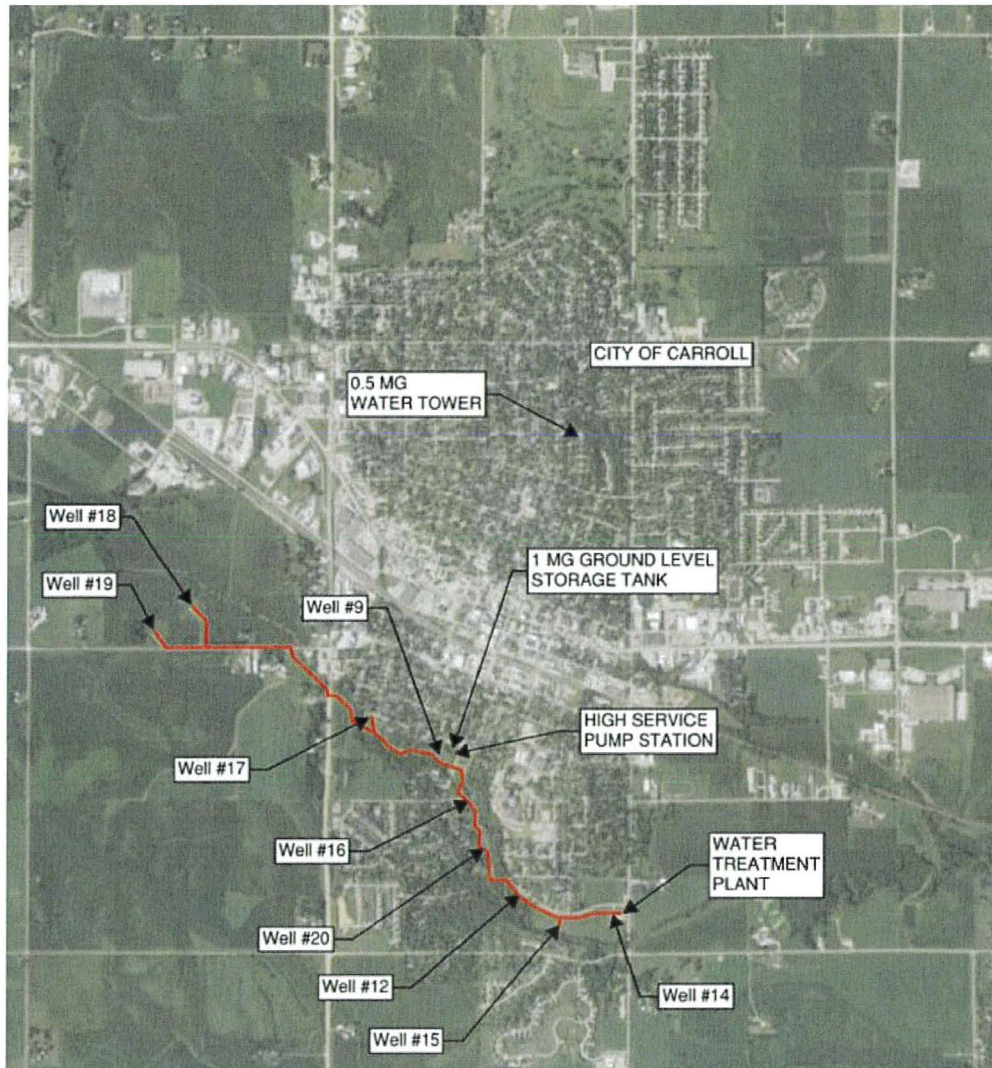 CITY OF CARROLL
0.5 MG
WATER TOWER
Well #18
1 MG GROUND LEVEL
STORAGE TANK
Well #19
Well #9
HIGH SERVICE
PUMP STATION
Well #17
WATER
TREATMENT
PLANT
Well #16
Well #20
Well #12
Well #14
Well #15